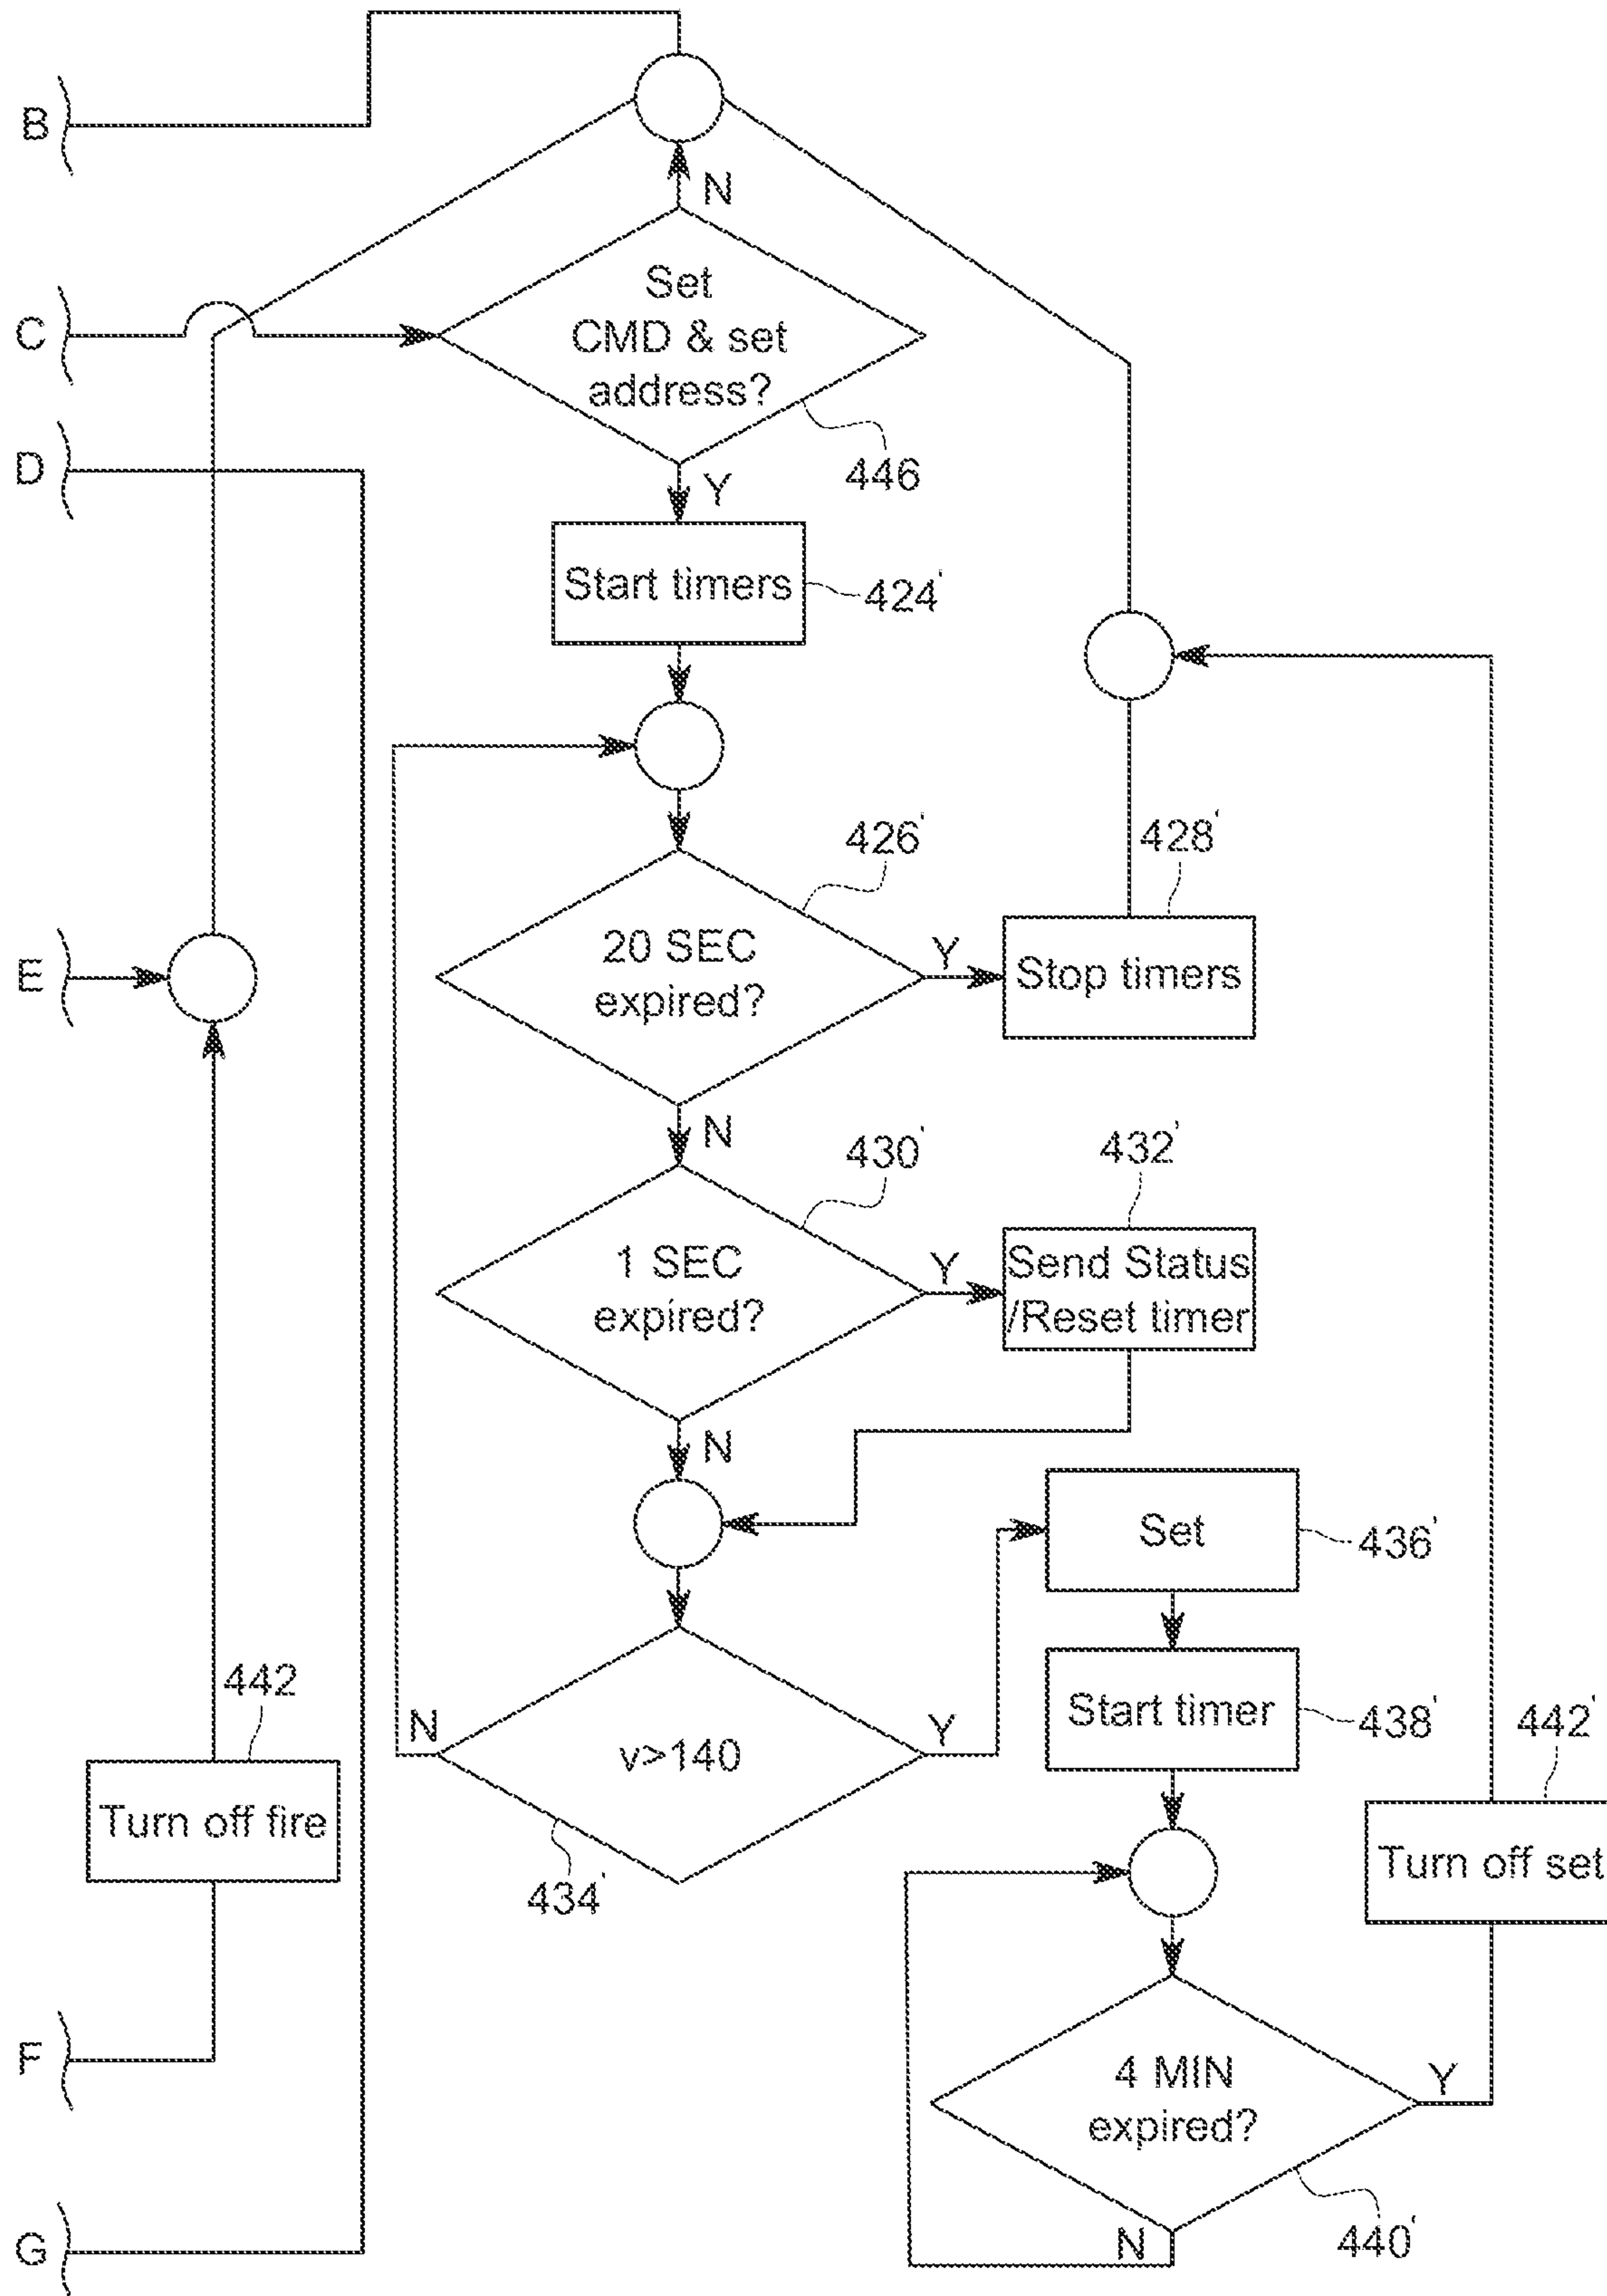 B
N
Set
CMD & set
address?
C
446
D
Y
Start timers
424'
426'
428'
20 SEC
expired?
Y
Stop timers
E
N
430'
432'
1 SEC
expired?
Y
Send Status
/Reset timer
N
Set
436'
442
Start timer
438'
N
v>140
Y
442'
Turn off fire
Turn off set
434'
F
4 MIN
expired?
Y
G
N
440'